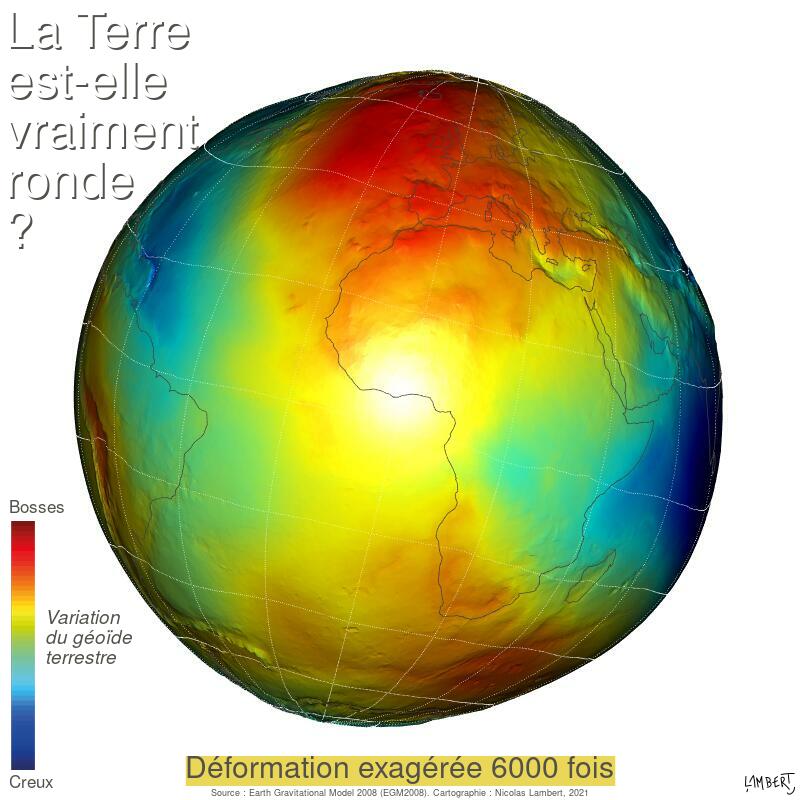 La Terre
est-elle
vraiment
ronde
?
Bosses
Variation
du géoïde
terrestre
Creux
Déformation exagérée 6000 fois
Source : Earth Gravitational Model 2008 (EGM2008). Cartographie : Nicolas Lambert, 2021
LAMBERT